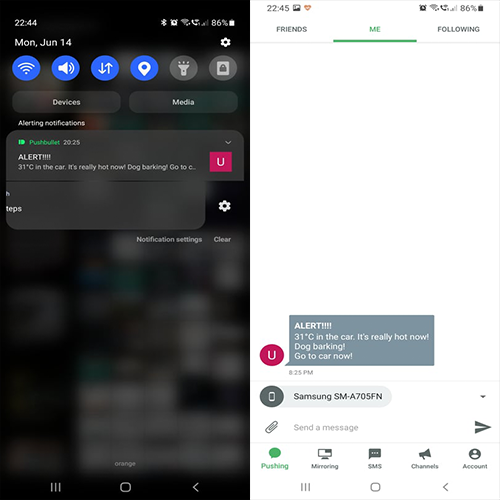 22:44
86%
Mon, Jun 14
Devices
Media
Alerting notifications
Pushbullet 20:25
ALERT!!!!
31°C in the car. It's really hot now! Dog barking! Go to c..
U
h
teps
Notification settings
Clear
orange
22:45
86%
FRIENDS
ME
FOLLOWING
ALERT!!!!
31°C in the car. It's really hot now!
Dog barking!
Go to car now!
U
8:25 PM
Samsung SM-A705FN
Send a message
Pushing
Mirroring
SMS
Channels
Account